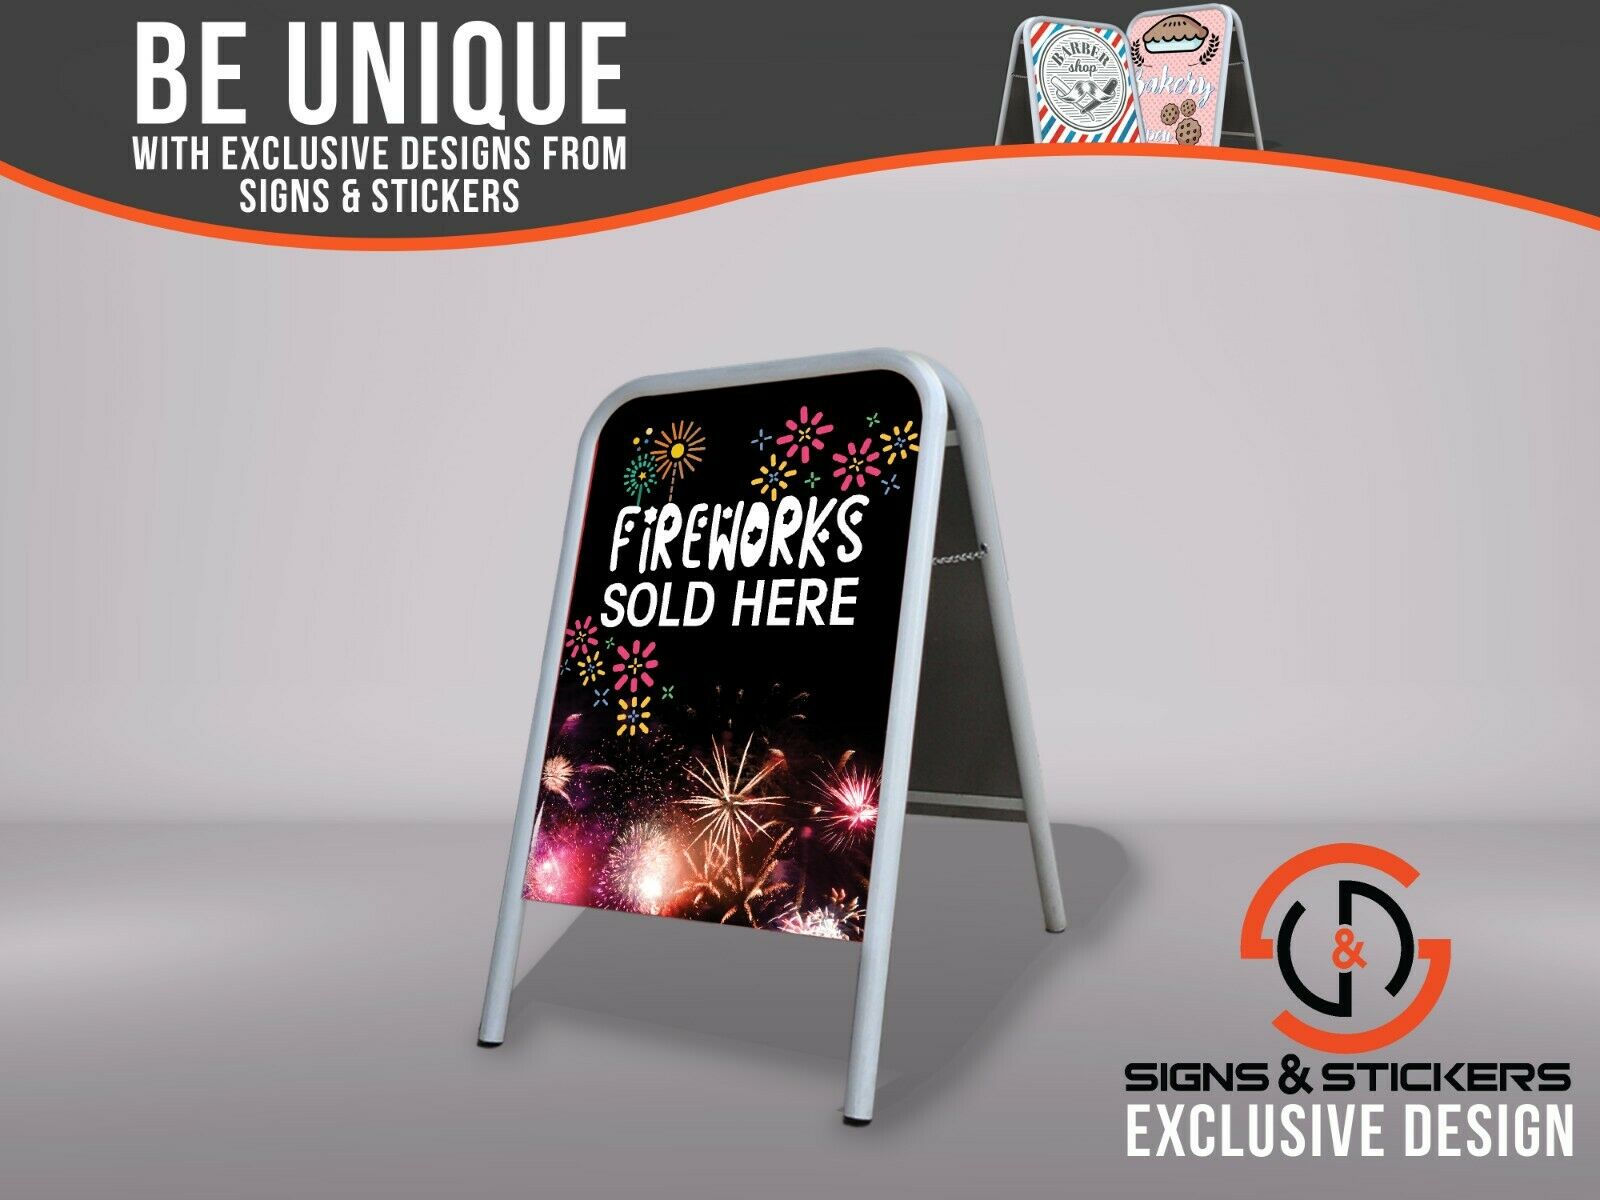 BE UNIQUE
WITH EXCLUSIVE DESIGNS FROM
SIGNS & STICKERS
BARBER
shop
Bakery
FiREWORKS
SOLD HERE
&
SIGNS & STICKERS
EXCLUSIVE DESIGN